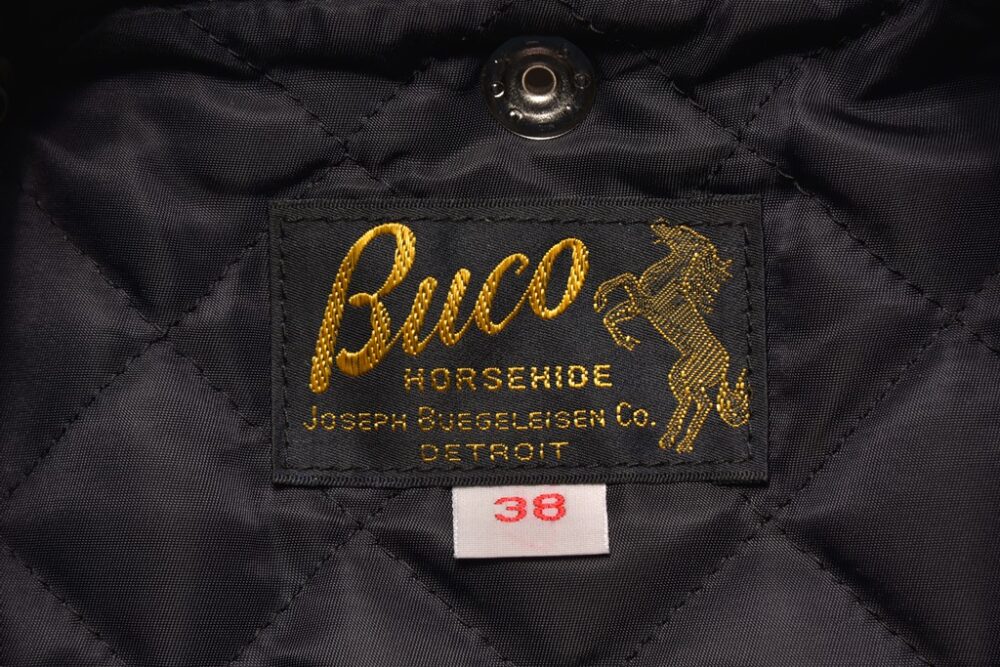 Buco
HORSEHIDE
JOSEPH BUEGELEISEN CO.
DETROIT
38